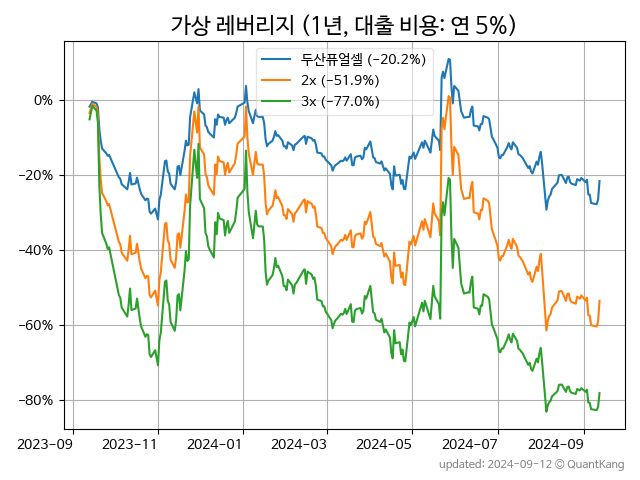 가상 레버리지 (1년, 대출 비용: 연 5%)
두산퓨얼셀 (−20.2%)
2x (−51.9%)
3x (−77.0%)
0%
−20%
−40%
−60%
−80%
2023-09 2023-11 2024-01 2024-03 2024-05 2024-07 2024-09
updated: 2024-09-12 © QuantKang